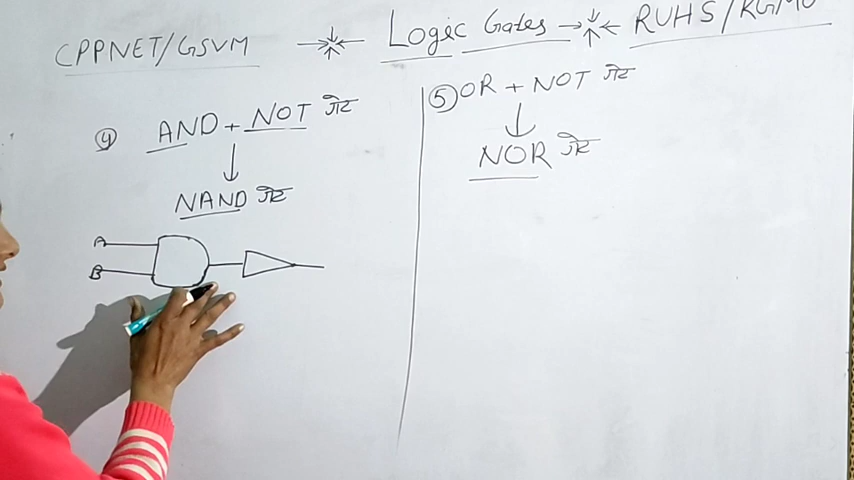 CPPNET/GSVM → ← Logic Gates → ← RUHS/KGMU
④ AND + NOT गेट
↓
NAND गेट
A
B
⑤ OR + NOT गेट
↓
NOR गेट